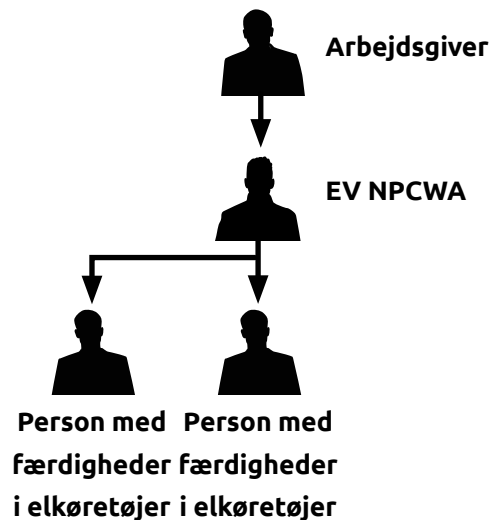 Arbejdsgiver
EV NPCWA
Person med
færdigheder
i elkøretøjer
Person med
færdigheder
i elkøretøjer